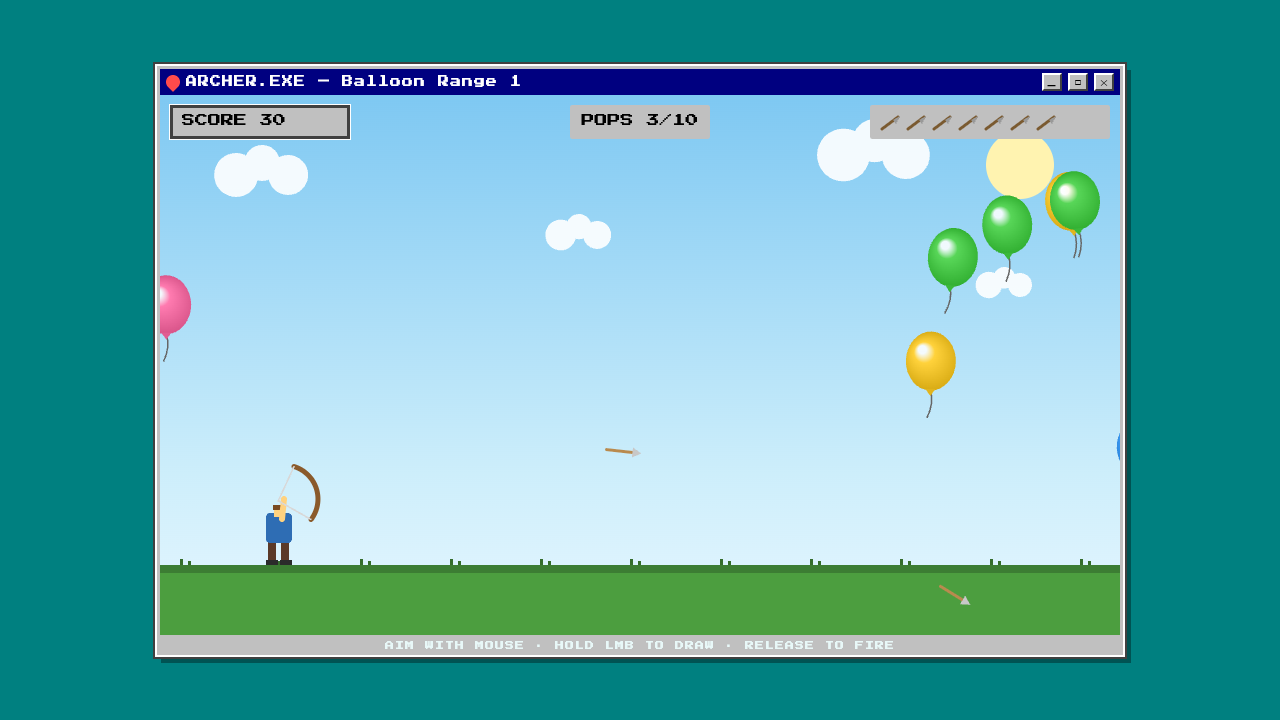 ARCHER.EXE — Balloon Range 1
SCORE 30
POPS 3/10
AIM WITH MOUSE · HOLD LMB TO DRAW · RELEASE TO FIRE